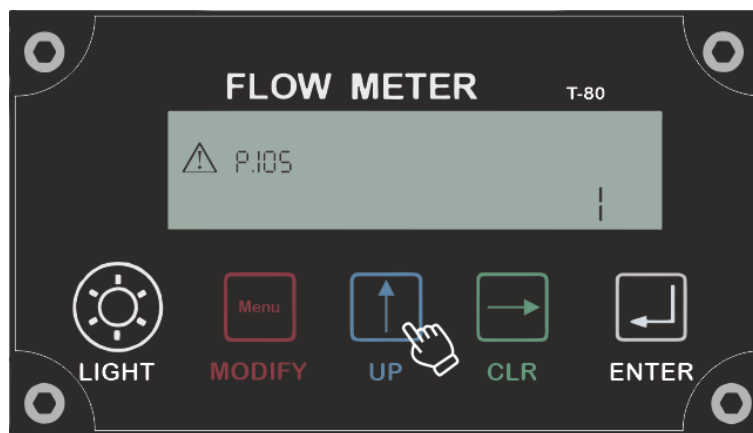 FLOW METER T-80
P.105
1
Menu
LIGHT MODIFY UP CLR ENTER